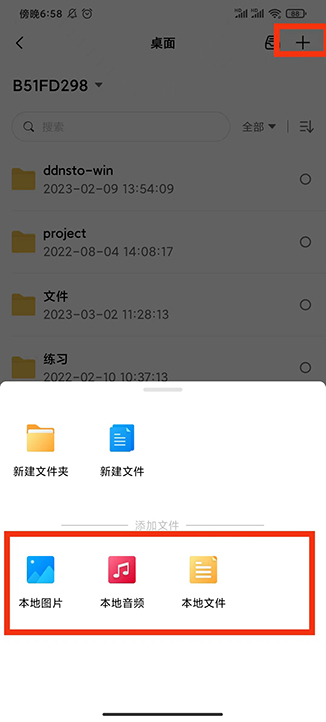 傍晚6:58
88
桌面
B51FD298
搜索
全部
ddnsto-win
2023-02-09 13:54:09
project
2022-08-04 14:08:17
文件
2023-03-02 11:28:13
练习
2022-02-10 10:37:13
新建文件夹 新建文件
添加文件
本地图片 本地音频 本地文件